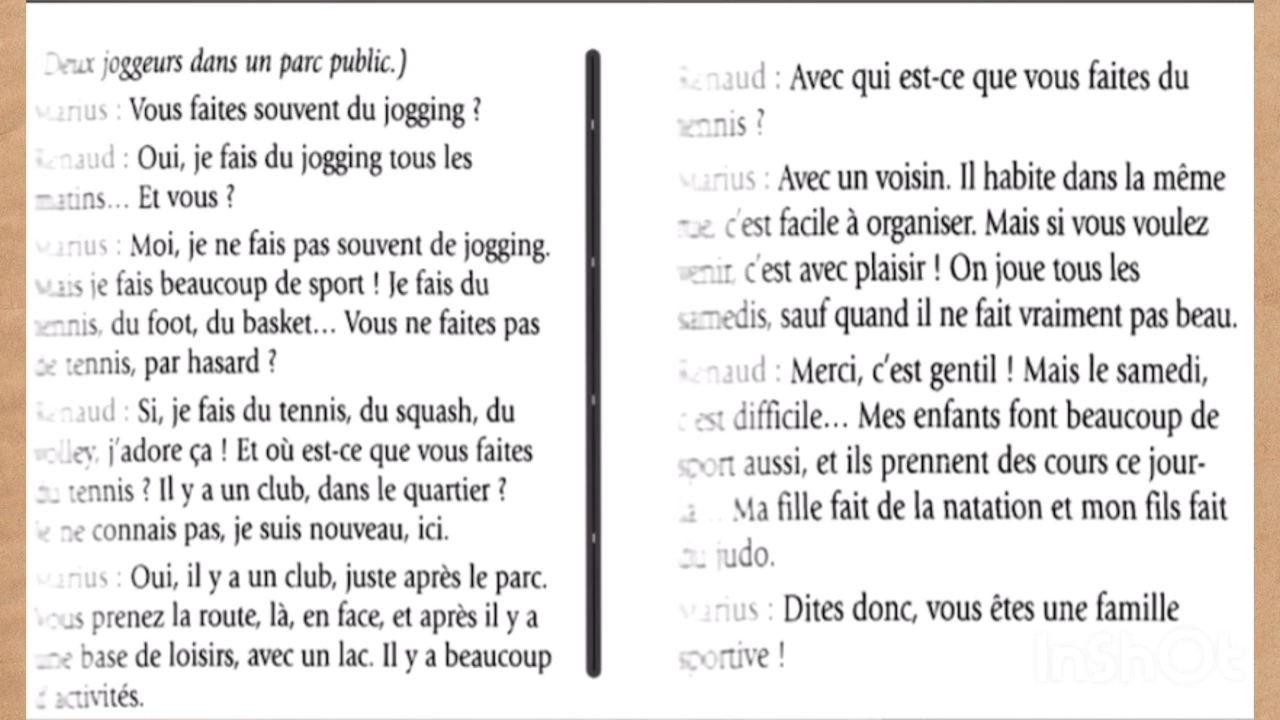 Deux joggeurs dans un parc public.)
Marius : Vous faites souvent du jogging ?
Renaud : Oui, je fais du jogging tous les
matins... Et vous ?
Marius : Moi, je ne fais pas souvent de jogging.
Mais je fais beaucoup de sport ! Je fais du
tennis, du foot, du basket... Vous ne faites pas
de tennis, par hasard ?
Renaud : Si, je fais du tennis, du squash, du
volley, j'adore ça ! Et où est-ce que vous faites
du tennis ? Il y a un club, dans le quartier ?
Je ne connais pas, je suis nouveau, ici.
Marius : Oui, il y a un club, juste après le parc.
Vous prenez la route, là, en face, et après il y a
une base de loisirs, avec un lac. Il y a beaucoup
d'activités.
Renaud : Avec qui est-ce que vous faites du
tennis ?
Marius : Avec un voisin. Il habite dans la même
rue, c'est facile à organiser. Mais si vous voulez
venir, c'est avec plaisir ! On joue tous les
samedis, sauf quand il ne fait vraiment pas beau.
Renaud : Merci, c'est gentil ! Mais le samedi,
c'est difficile... Mes enfants font beaucoup de
sport aussi, et ils prennent des cours ce jour-
là... Ma fille fait de la natation et mon fils fait
du judo.
Marius : Dites donc, vous êtes une famille
sportive !
InShOt